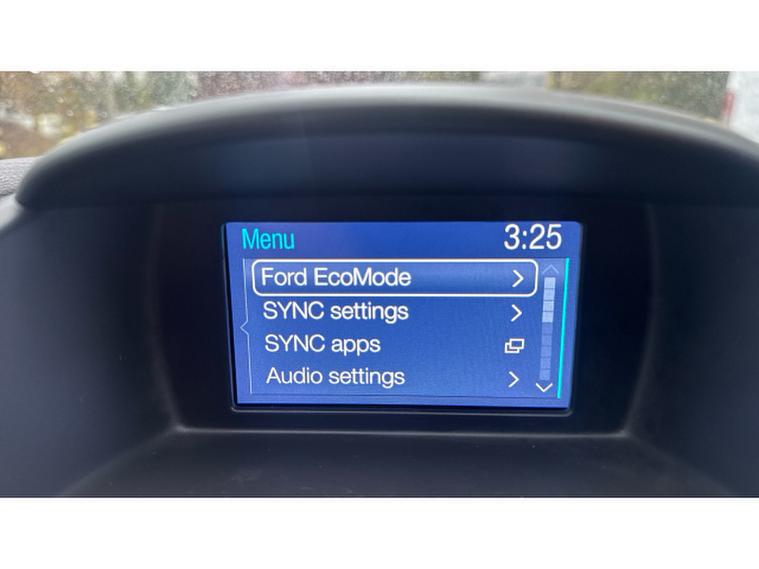 Menu 3:25
Ford EcoMode
SYNC settings
SYNC apps
Audio settings